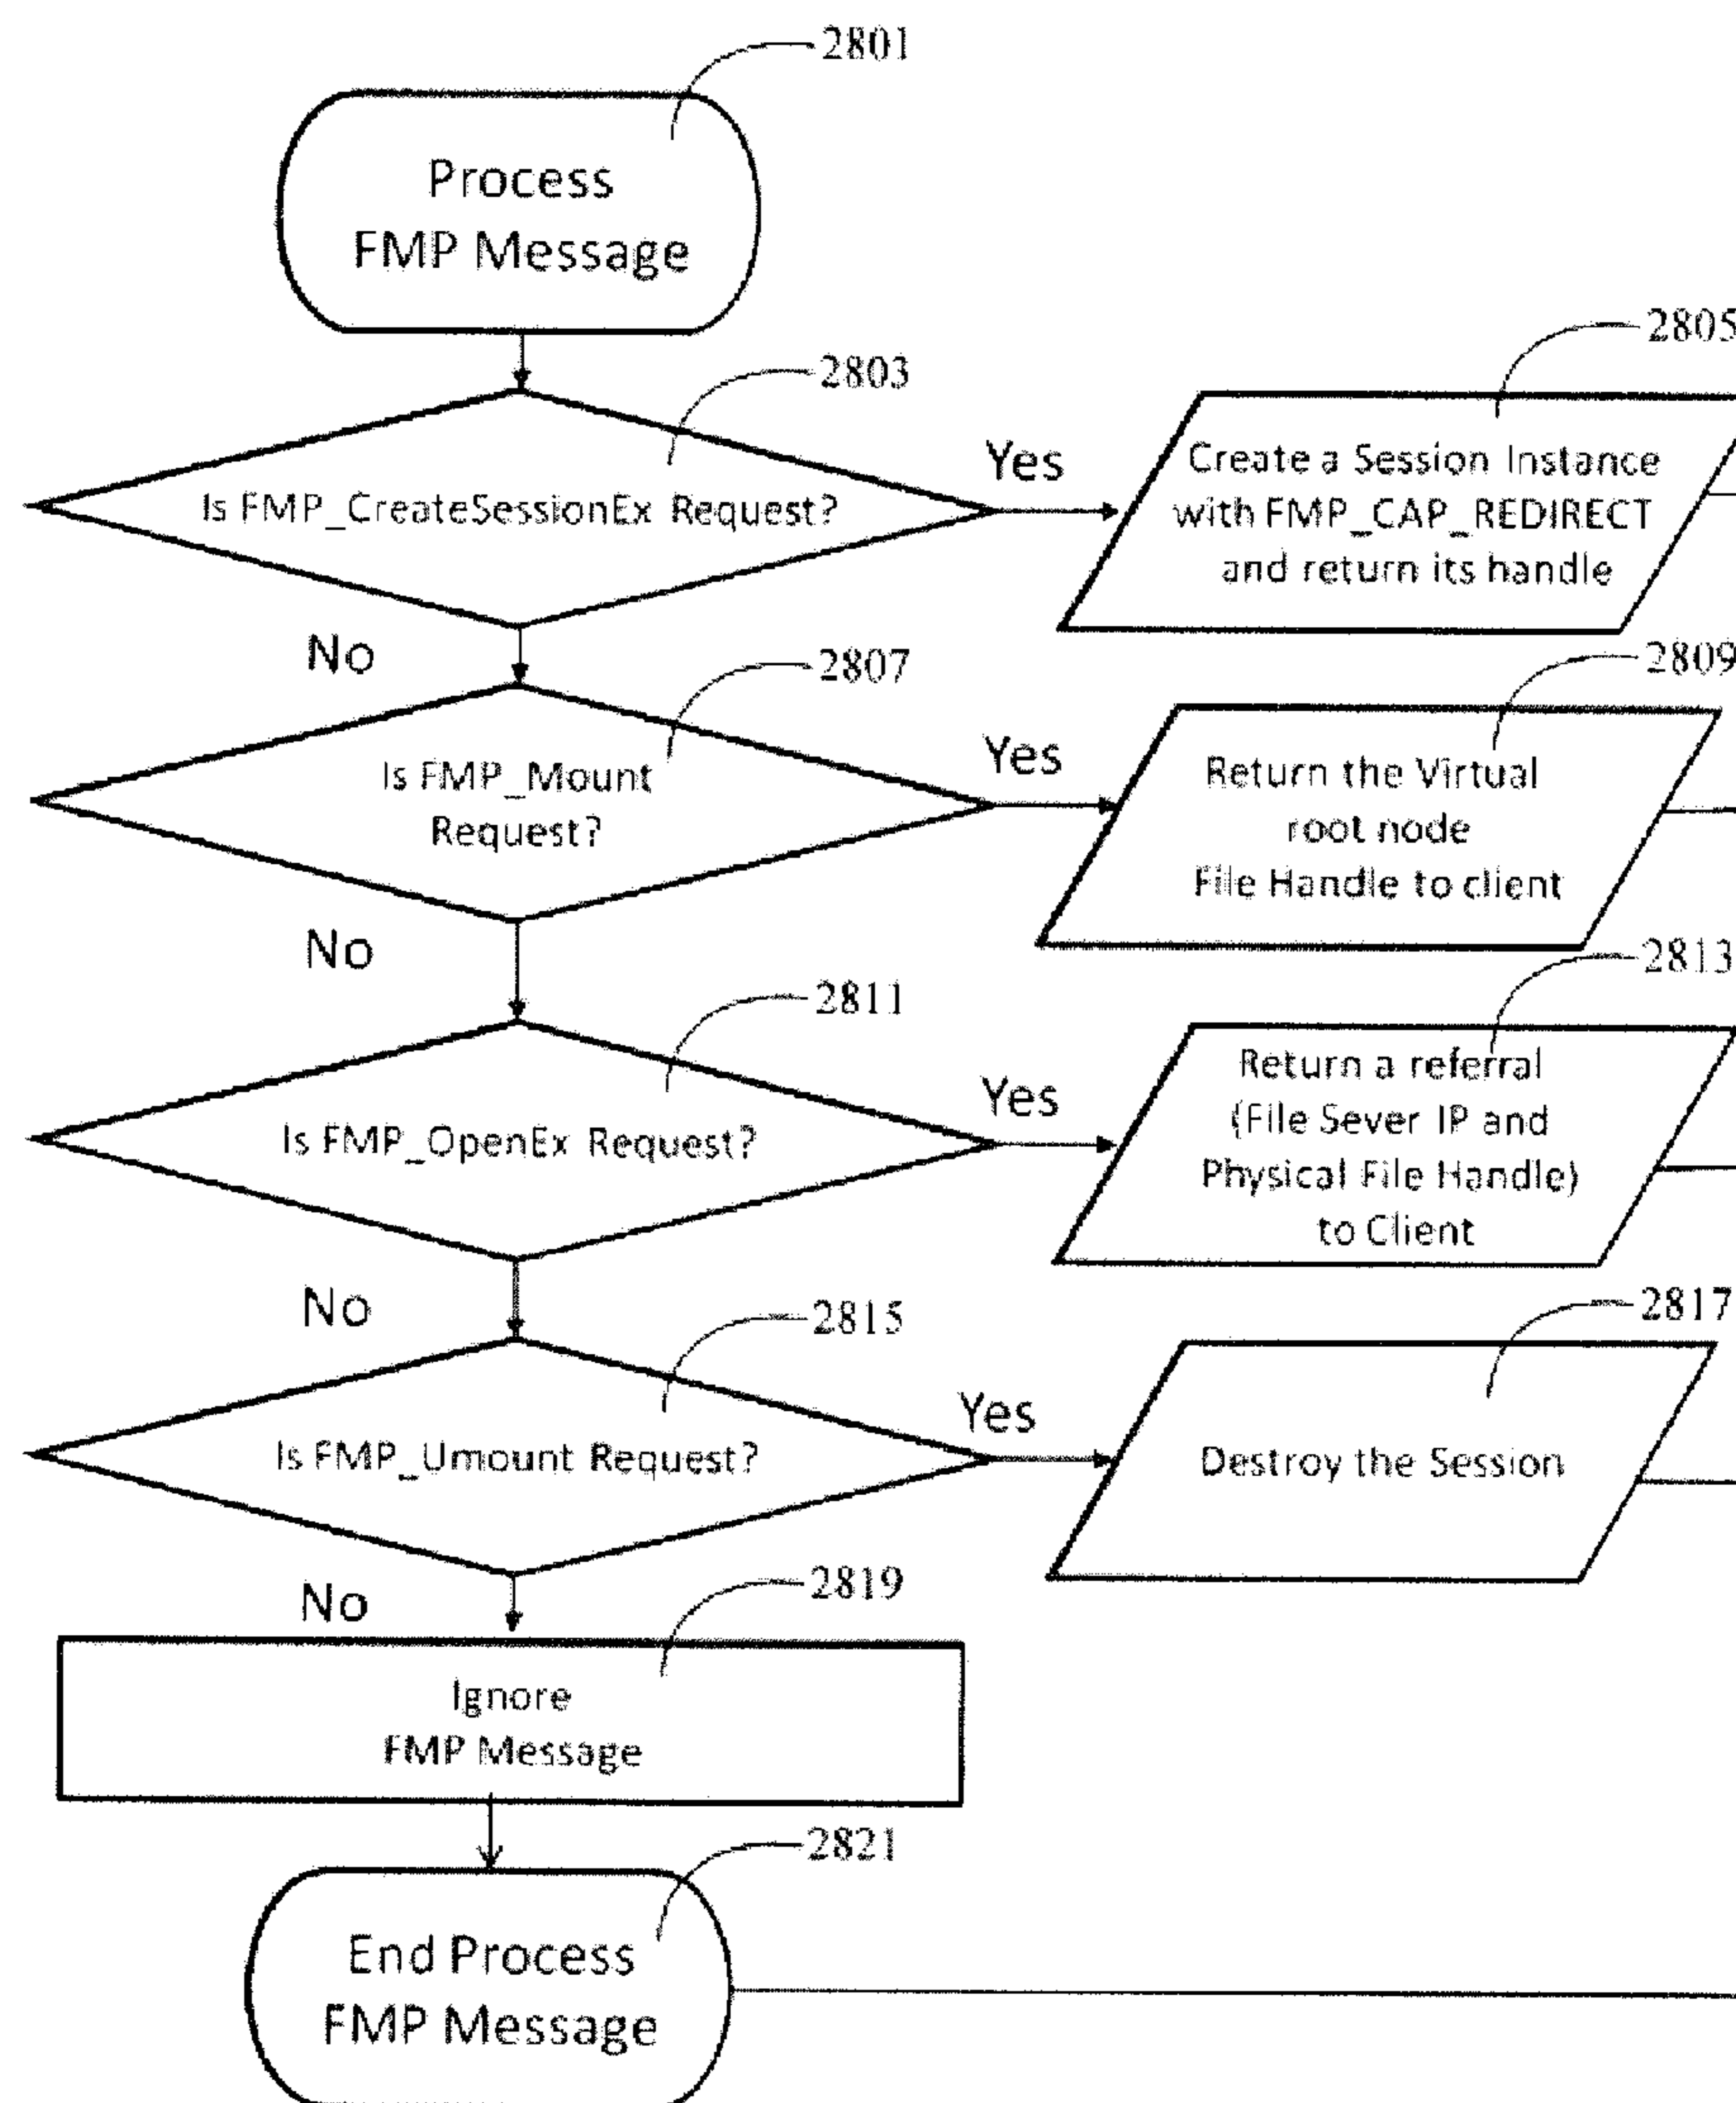 2801
Process
FMP Message
2803
Is FMP_CreateSessionEx Request?
Yes
2805
Create a Session Instance
with FMP_CAP_REDIRECT
and return its handle
No
2807
Is FMP_Mount
Request?
Yes
2809
Return the Virtual
root node
File Handle to client
No
2811
Is FMP_OpenEx Request?
Yes
2813
Return a referral
(File Sever IP and
Physical File Handle)
to Client
No
2815
Is FMP_Umount Request?
Yes
2817
Destroy the Session
No
2819
Ignore
FMP Message
2821
End Process
FMP Message